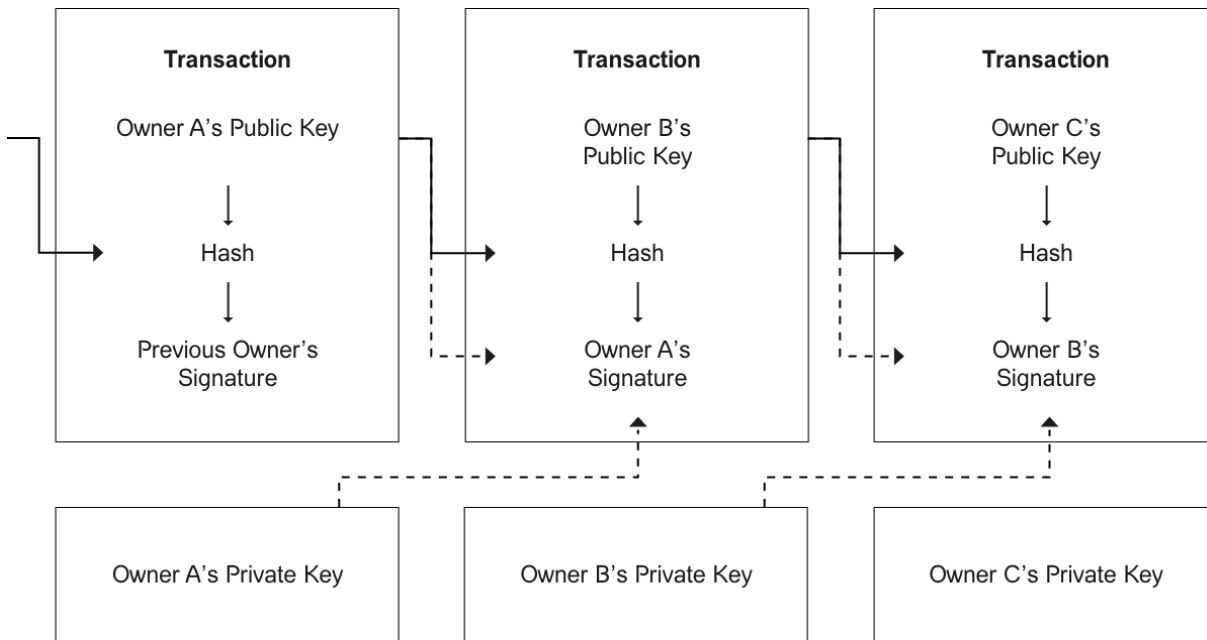 Transaction
Owner A's Public Key
Hash
Previous Owner's
Signature
Transaction
Owner B's
Public Key
Hash
Owner A's
Signature
Transaction
Owner C's
Public Key
Hash
Owner B's
Signature
Owner A's Private Key
Owner B's Private Key
Owner C's Private Key